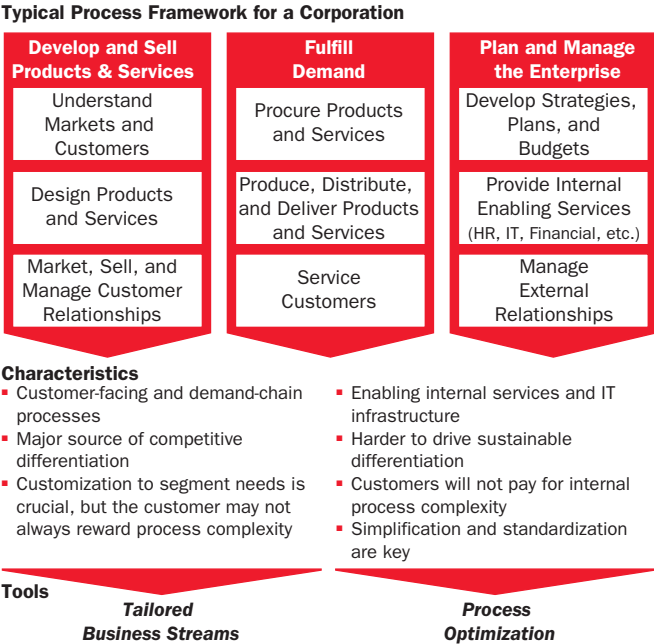 Typical Process Framework for a Corporation
Develop and Sell
Products & Services
Understand
Markets and
Customers
Design Products
and Services
Market, Sell, and
Manage Customer
Relationships
Fulfill
Demand
Procure Products
and Services
Produce, Distribute,
and Deliver Products
and Services
Service
Customers
Plan and Manage
the Enterprise
Develop Strategies,
Plans, and
Budgets
Provide Internal
Enabling Services
(HR, IT, Financial, etc.)
Manage
External
Relationships
Characteristics
▪ Customer-facing and demand-chain
processes
▪ Major source of competitive
differentiation
▪ Customization to segment needs is
crucial, but the customer may not
always reward process complexity
▪ Enabling internal services and IT
infrastructure
▪ Harder to drive sustainable
differentiation
▪ Customers will not pay for internal
process complexity
▪ Simplification and standardization
are key
Tools
Tailored
Business Streams
Process
Optimization